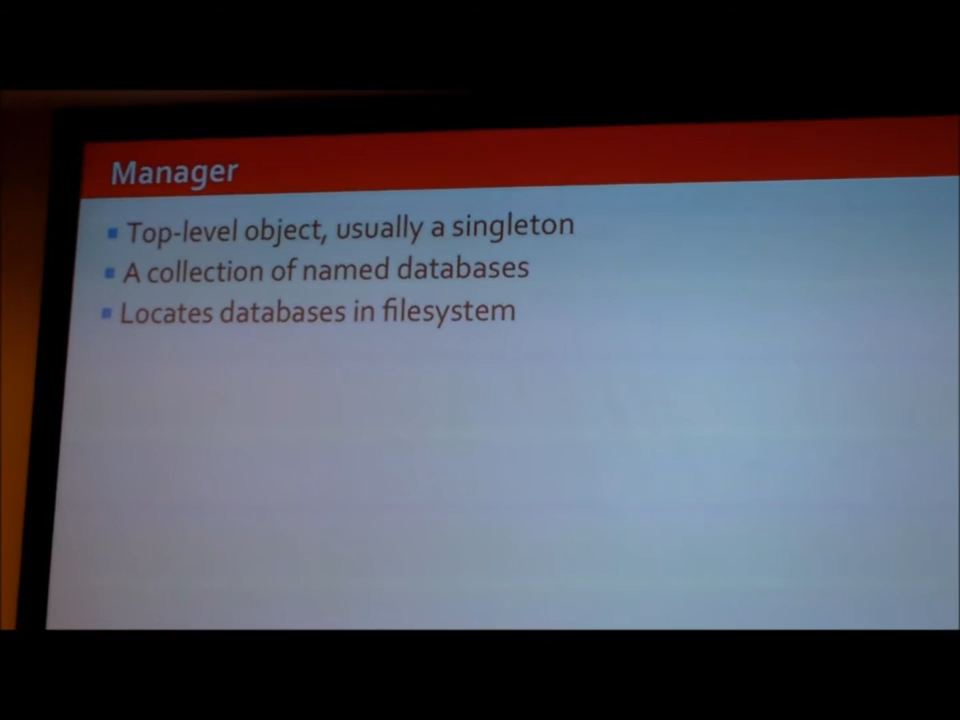 Manager
Top-level object, usually a singleton
A collection of named databases
Locates databases in filesystem